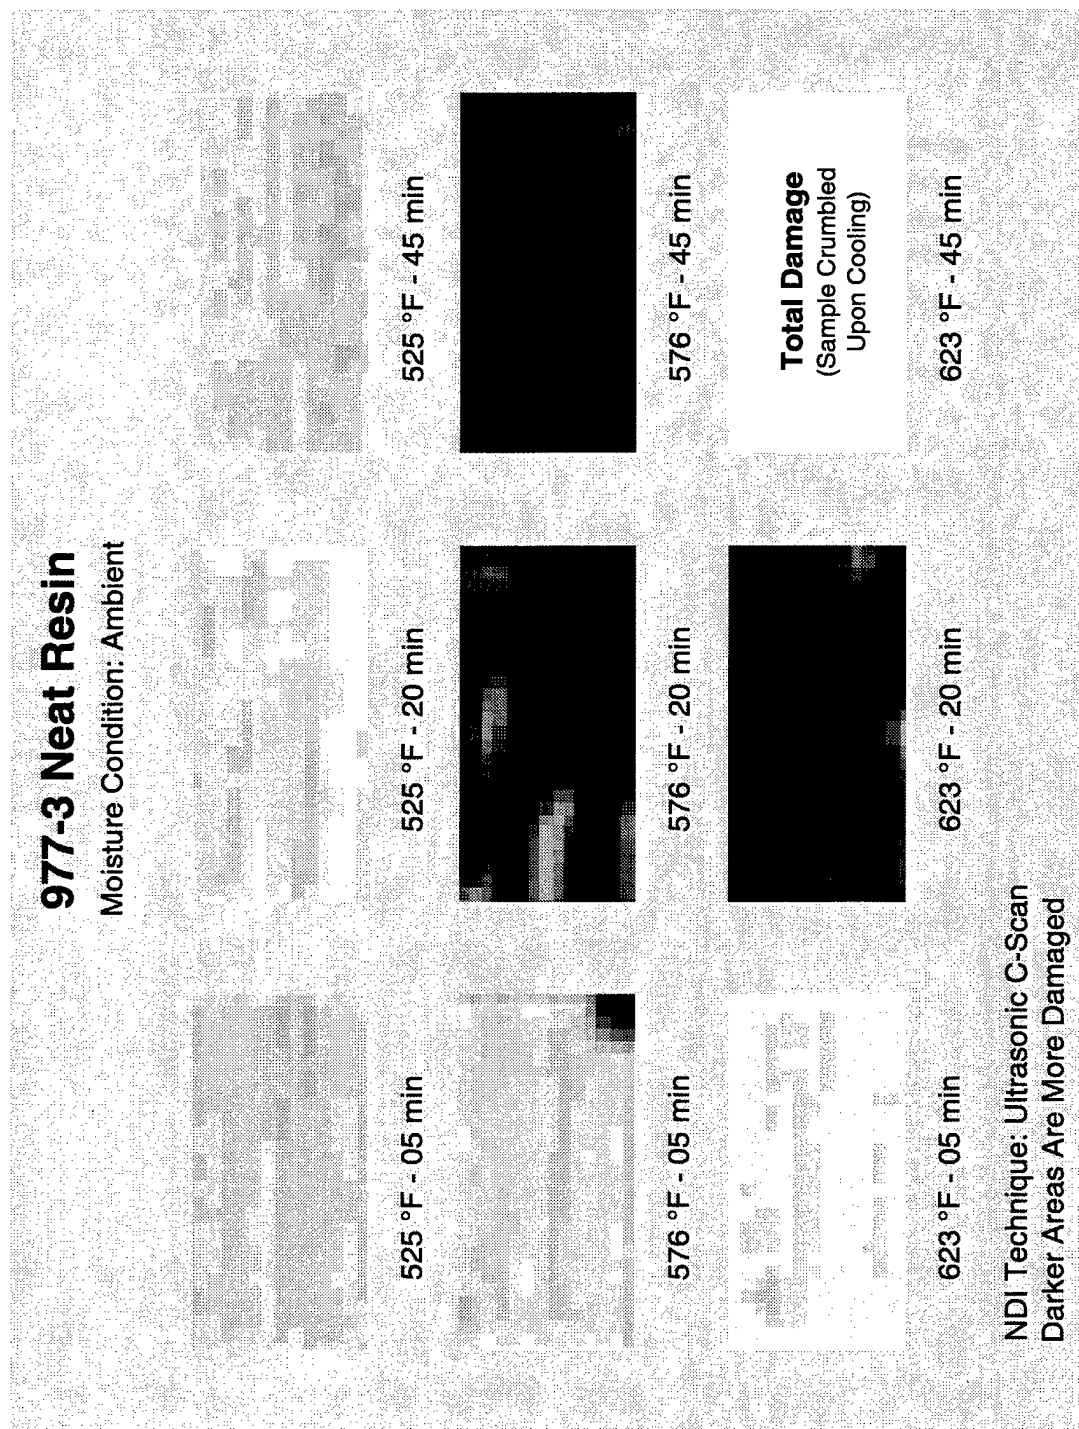 977-3 Neat Resin
Moisture Condition: Ambient
525 °F - 05 min
525 °F - 20 min
525 °F - 45 min
576 °F - 05 min
576 °F - 20 min
576 °F - 45 min
Total Damage
(Sample Crumbled
Upon Cooling)
623 °F - 05 min
623 °F - 20 min
623 °F - 45 min
NDI Technique: Ultrasonic C-Scan
Darker Areas Are More Damaged